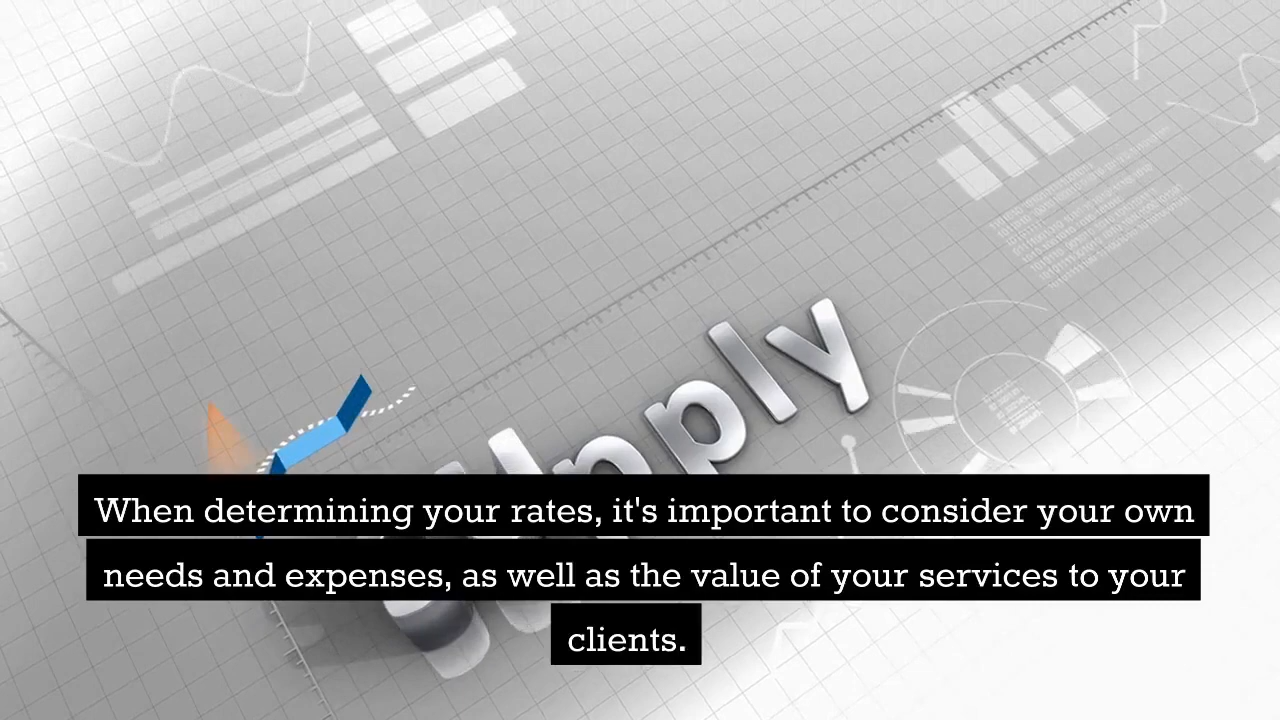 pply
When determining your rates, it's important to consider your own
needs and expenses, as well as the value of your services to your
clients.